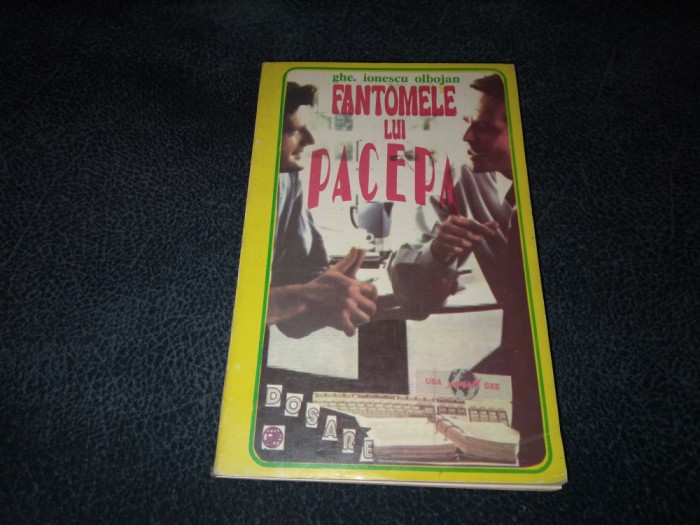 ghe. ionescu olbojan
FANTOMELE
LUI
PACEPA
USA CEE
DOSARE